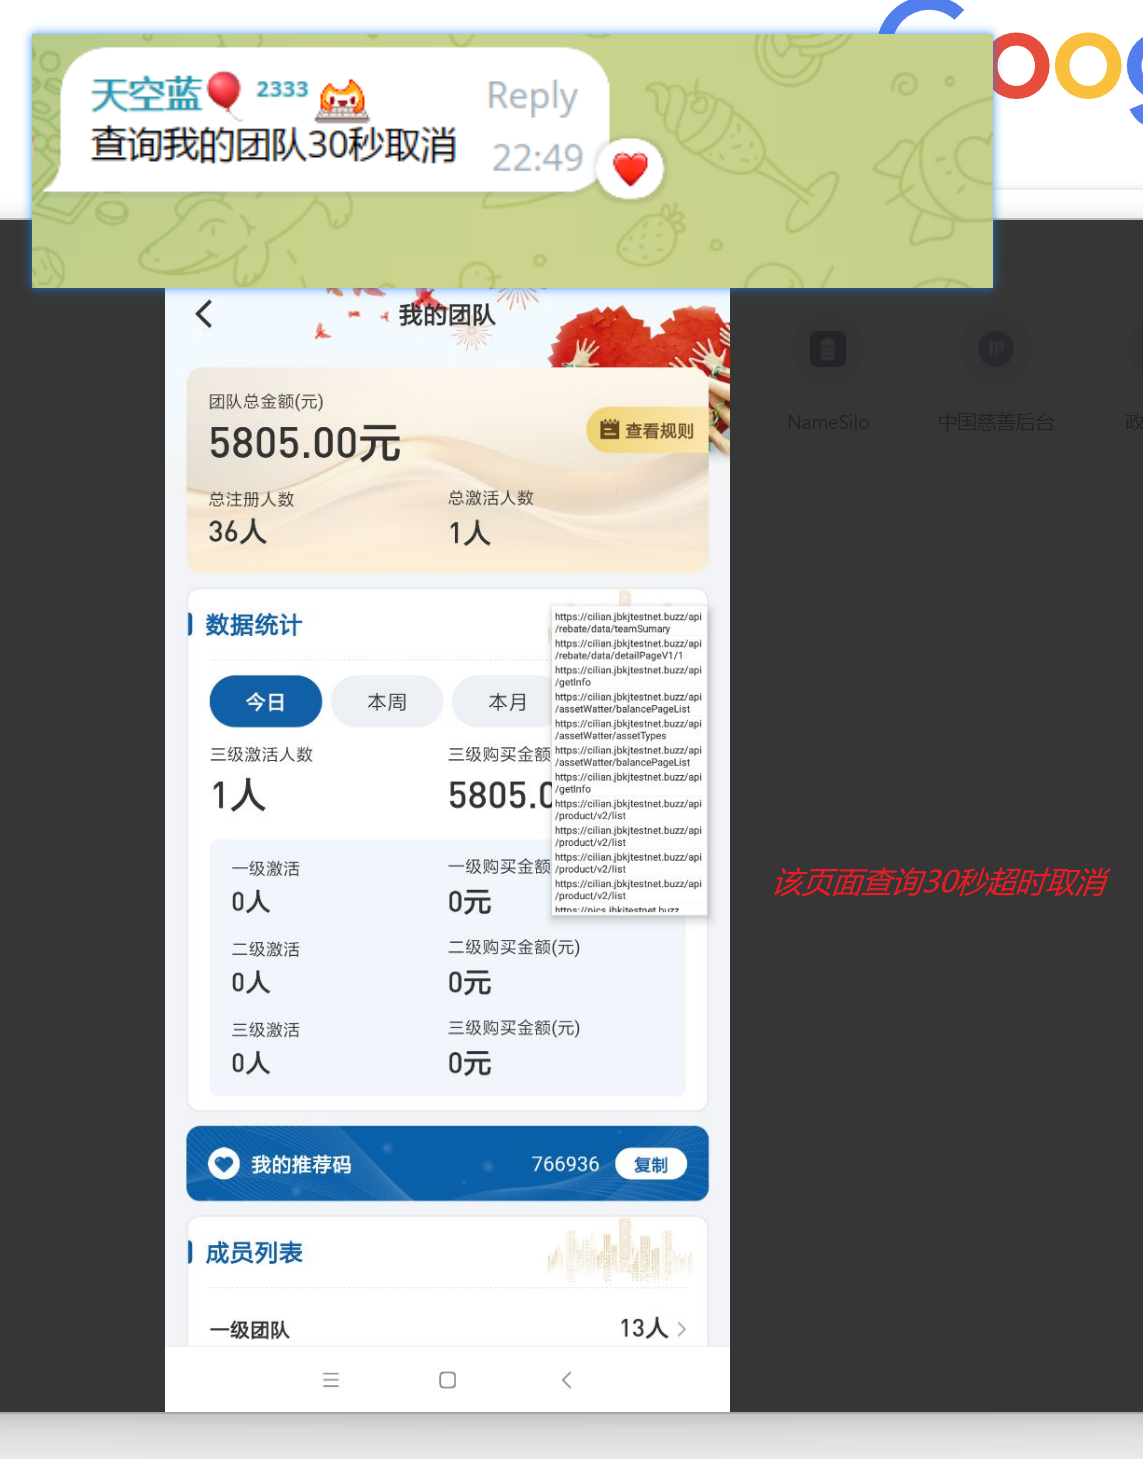 天空蓝🎈 2333
Reply
查询我的团队30秒取消
22:49
我的团队
团队总金额(元)
5805.00元
查看规则
总注册人数
总激活人数
36人
1人
NameSilo
IP
中国慈善后台
数据统计
今日
本周
本月
三级激活人数
三级购买金额
1人
5805.0
https://cilian.jbkjtestnet.buzz/api
/rebate/data/teamSumary
https://cilian.jbkjtestnet.buzz/api
/rebate/data/detailPageV1/1
https://cilian.jbkjtestnet.buzz/api
/getInfo
https://cilian.jbkjtestnet.buzz/api
/assetWatter/balancePageList
https://cilian.jbkjtestnet.buzz/api
/assetWatter/assetTypes
https://cilian.jbkjtestnet.buzz/api
/assetWatter/balancePageList
https://cilian.jbkjtestnet.buzz/api
/getInfo
https://cilian.jbkjtestnet.buzz/api
/product/v2/list
https://cilian.jbkjtestnet.buzz/api
/product/v2/list
https://cilian.jbkjtestnet.buzz/api
/product/v2/list
https://cilian.jbkjtestnet.buzz/api
/product/v2/list
https://pics.jbkjtestnet.buzz
一级激活
一级购买金额
0人
0元
二级激活
二级购买金额(元)
0人
0元
三级激活
三级购买金额(元)
0人
0元
该页面查询30秒超时取消
我的推荐码
766936
复制
成员列表
一级团队
13人